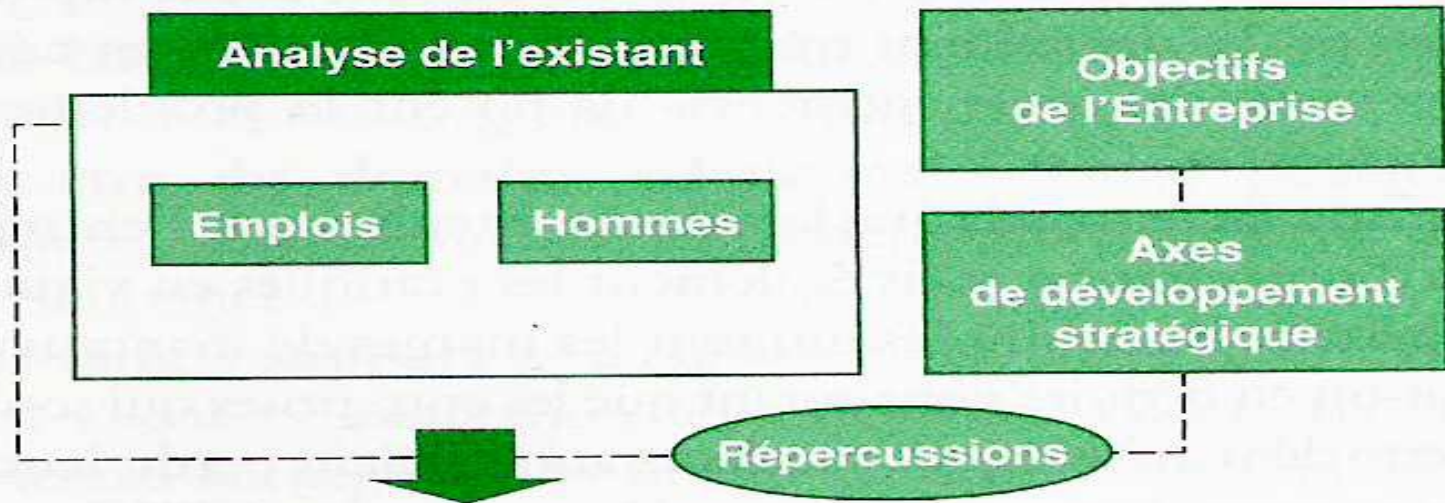 Analyse de l'existant
Emplois
Hommes
Objectifs
de l'Entreprise
Axes
de développement
stratégique
Répercussions